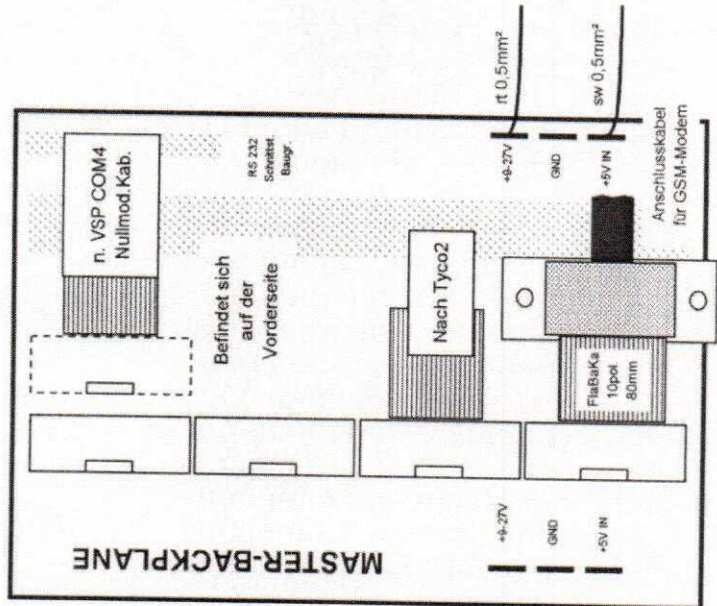 MASTER-BACKPLANE
n. VSP COM4
Nullmod.Kab.
RS 232
Schnittst.
Baugr.
Befindet sich
auf der
Vorderseite
Nach Tyco2
FlaBaKa
10pol
80mm
+9-27V
GND
+5V IN
+9-27V
GND
+5V IN
rt 0,5mm²
sw 0,5mm²
Anschlusskabel
für GSM-Modem